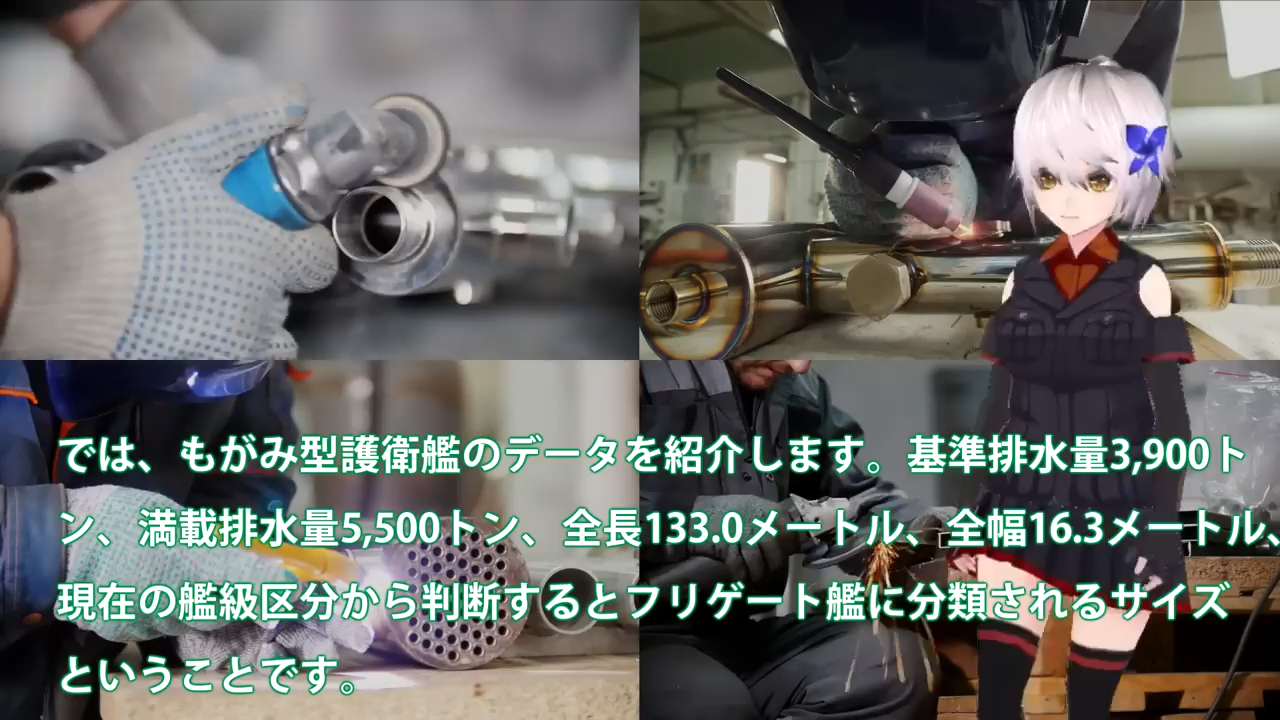 では、もがみ型護衛艦のデータを紹介します。基準排水量3,900ト
ン、満載排水量5,500トン、全長133.0メートル、全幅16.3メートル、
現在の艦級区分から判断するとフリゲート艦に分類されるサイズ
ということです。